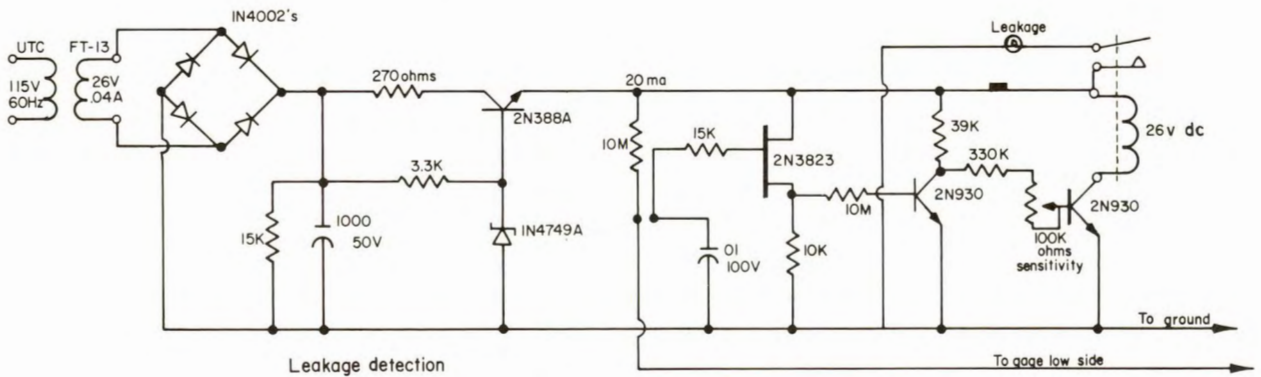 1N4002's
UTC
FT-13
115V
60Hz
26V
.04A
270 ohms
2N388A
3.3K
15K
1000
50V
1N4749A
20 ma
10M
15K
2N3823
01
100V
10K
10M
Leakage
39K
330K
2N930
26v dc
2N930
100K
ohms
sensitivity
To ground
To gage low side
Leakage detection